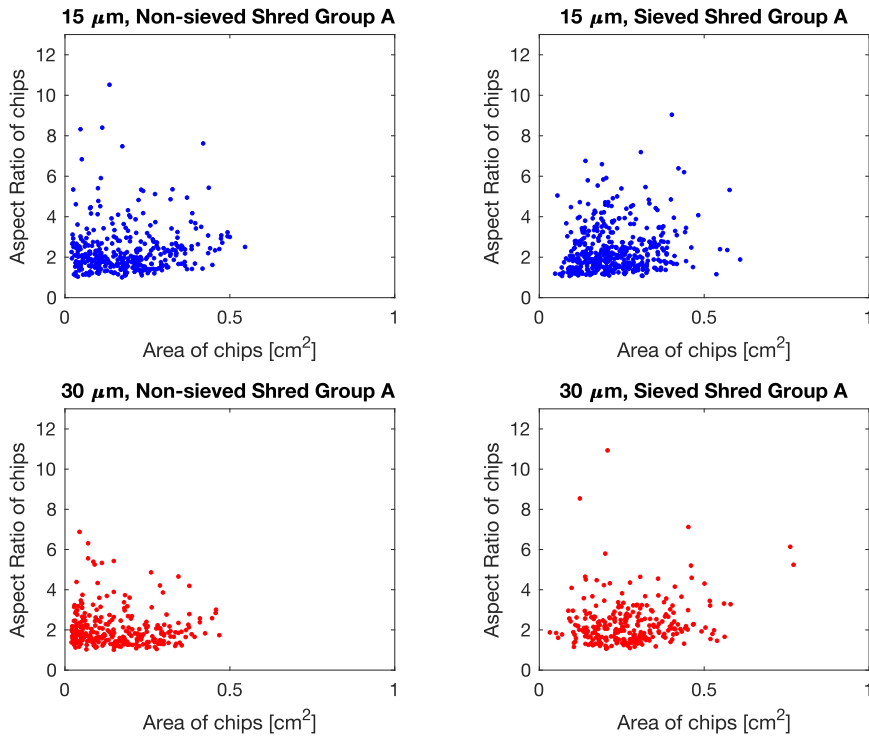 15 μm, Non-sieved Shred Group A
12
10
8
6
4
2
0
Aspect Ratio of chips
0 0.5 1
Area of chips [cm²]
15 μm, Sieved Shred Group A
12
10
8
6
4
2
0
Aspect Ratio of chips
0 0.5 1
Area of chips [cm²]
30 μm, Non-sieved Shred Group A
12
10
8
6
4
2
0
Aspect Ratio of chips
0 0.5 1
Area of chips [cm²]
30 μm, Sieved Shred Group A
12
10
8
6
4
2
0
Aspect Ratio of chips
0 0.5 1
Area of chips [cm²]